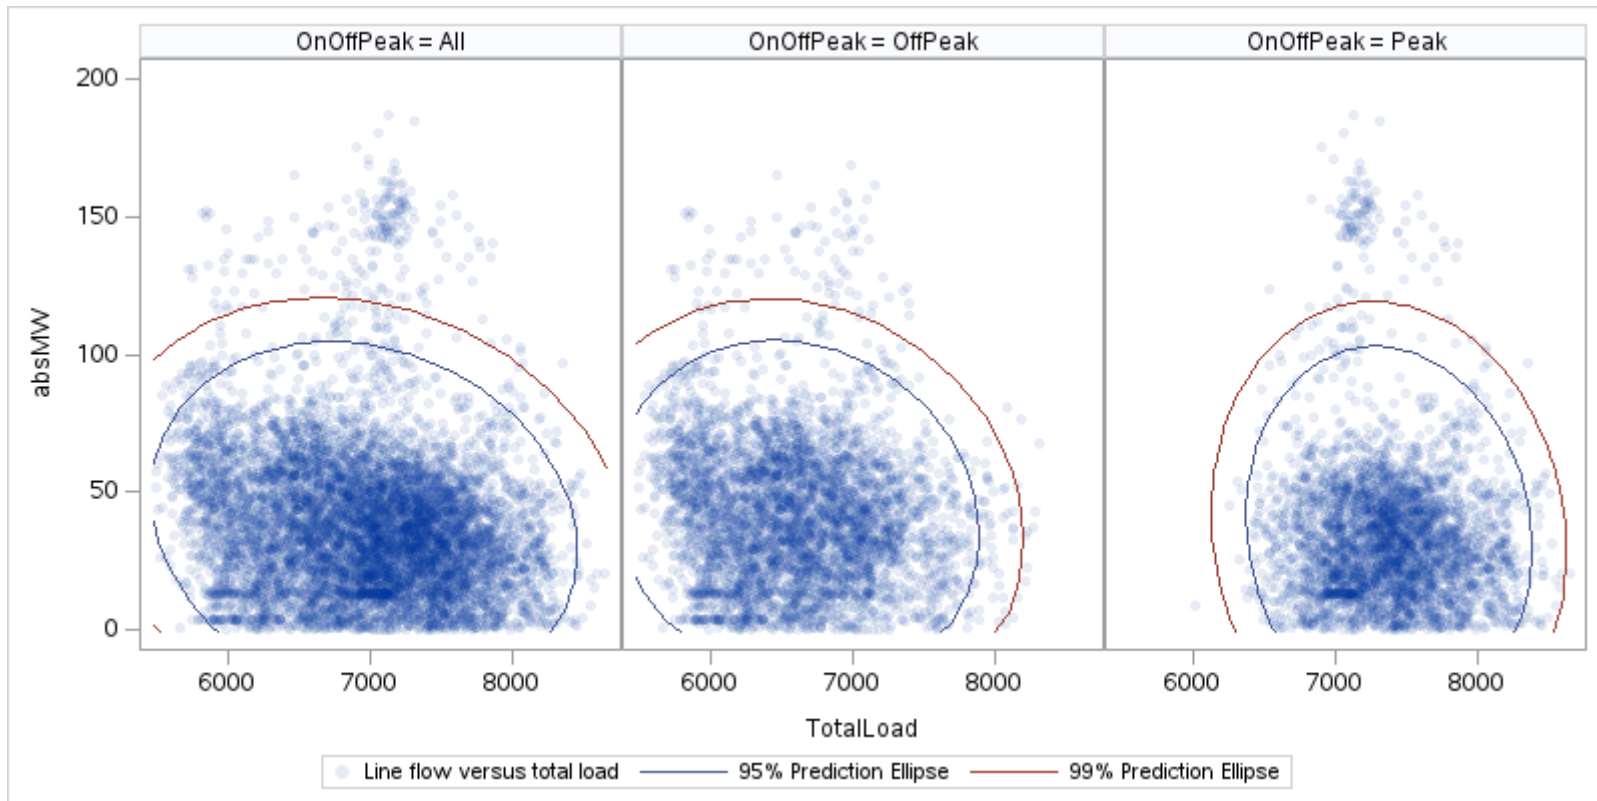 OnOffPeak = All
OnOffPeak = OffPeak
OnOffPeak = Peak
200
150
100
50
0
absMW
6000 7000 8000
6000 7000 8000
6000 7000 8000
TotalLoad
Line flow versus total load
95% Prediction Ellipse
99% Prediction Ellipse